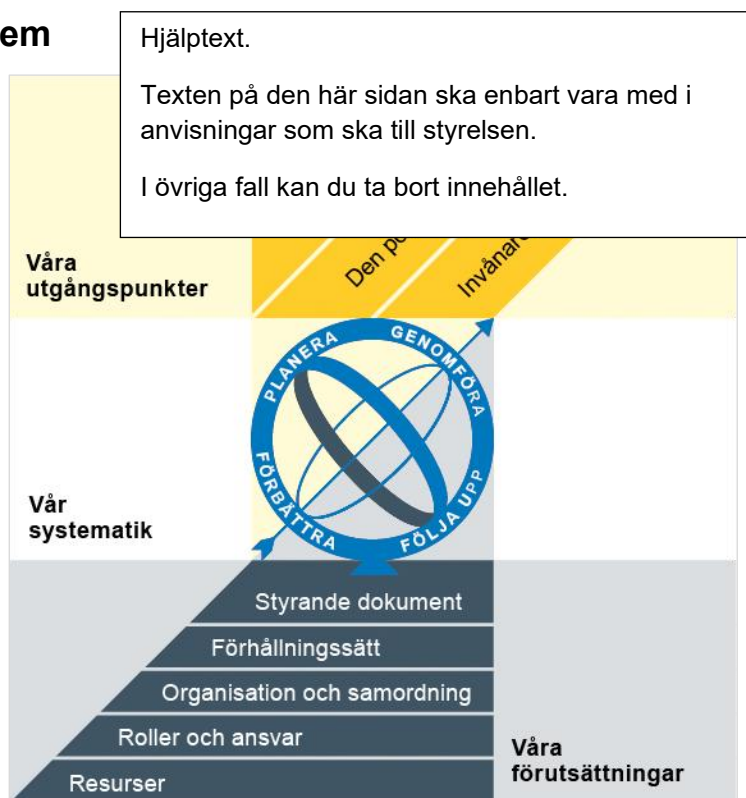 em
Hjälptext.
Texten på den här sidan ska enbart vara med i
anvisningar som ska till styrelsen.
I övriga fall kan du ta bort innehållet.
Våra
utgångspunkter
Den
PLANERA
GENOMFÖRA
FÖLJA UPP
FÖRBÄTTRA
Vår
systematik
Styrande dokument
Förhållningssätt
Organisation och samordning
Roller och ansvar
Resurser
Våra
förutsättningar